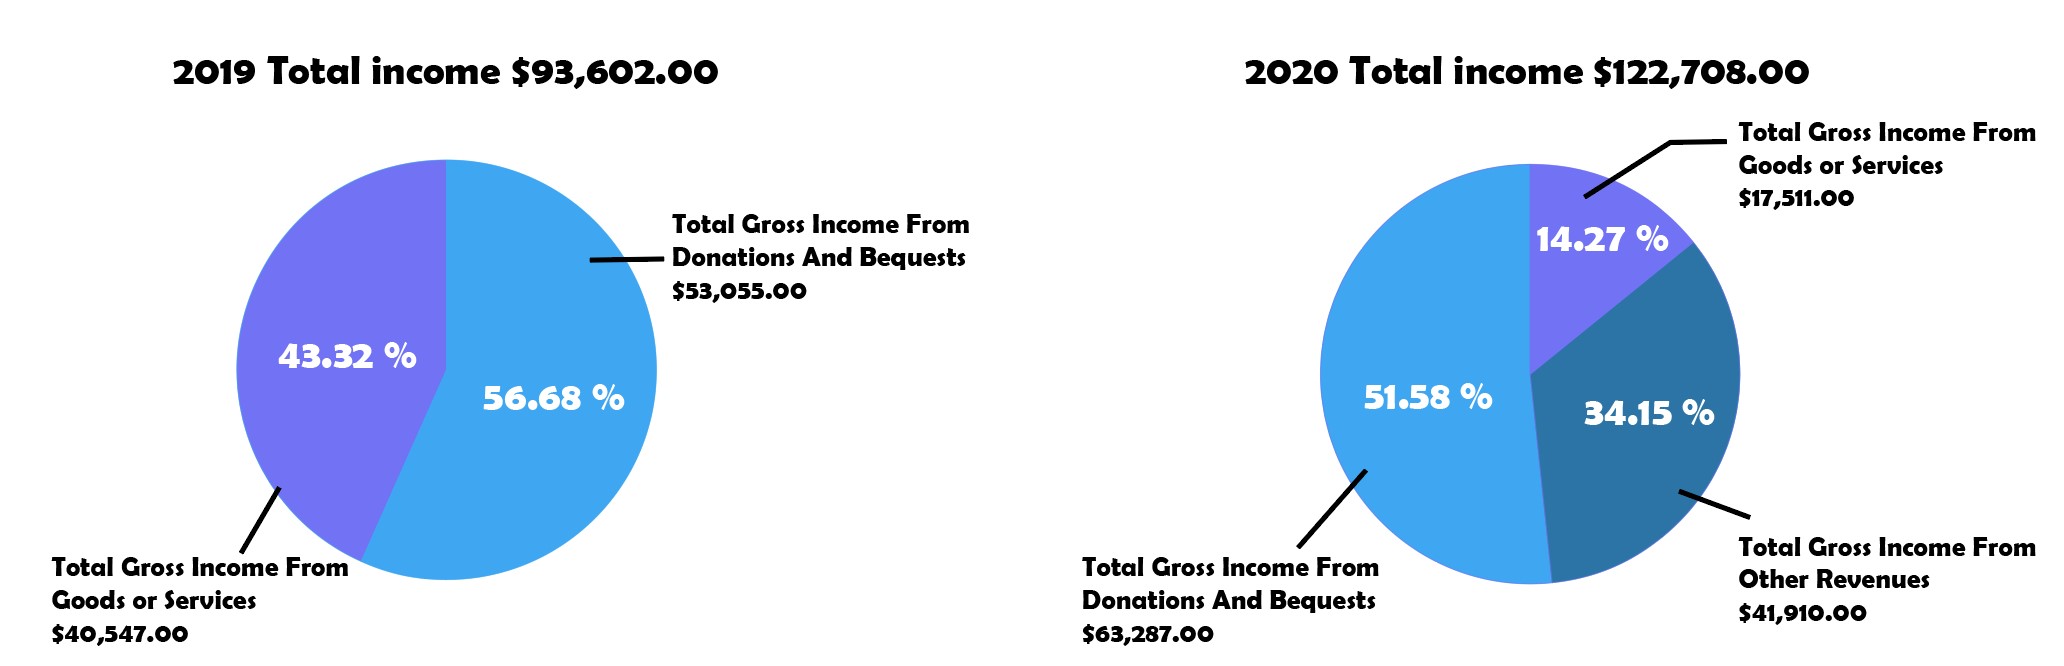 2019 Total income $93,602.00
Total Gross Income From
Donations And Bequests
$53,055.00
43.32 %
56.68 %
Total Gross Income From
Goods or Services
$40,547.00
2020 Total income $122,708.00
Total Gross Income From
Goods or Services
$17,511.00
14.27 %
51.58 %
34.15 %
Total Gross Income From
Donations And Bequests
$63,287.00
Total Gross Income From
Other Revenues
$41,910.00